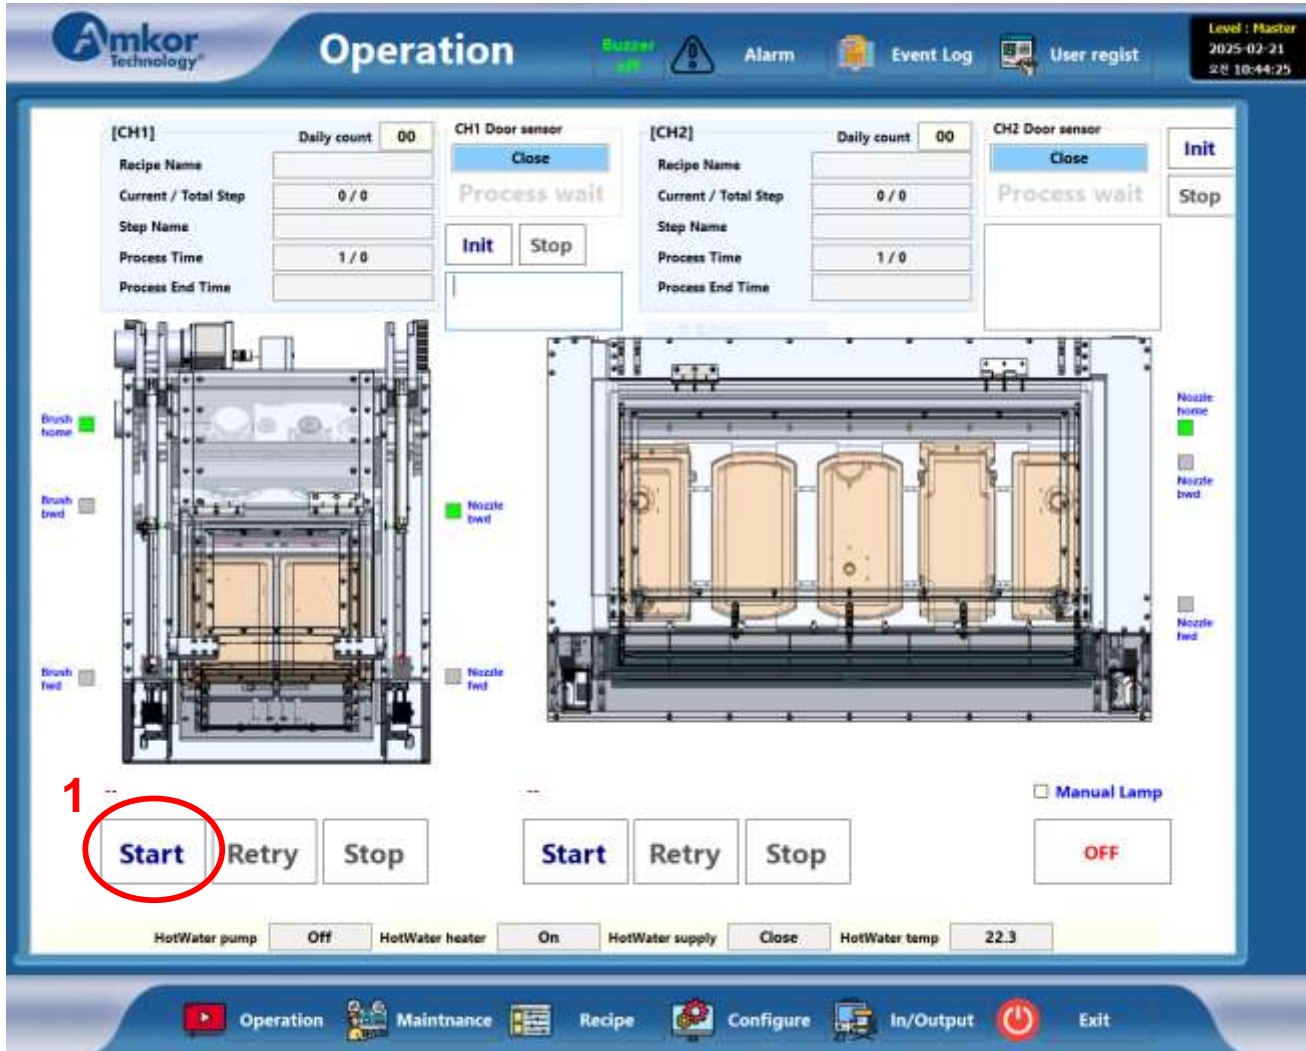 Amkor
Technology®
Operation
Buzzer
off
Alarm
Event Log
User regist
Level : Master
2025-02-21
오전 10:44:25
[CH1]
Daily count
00
Recipe Name
Current / Total Step
0 / 0
Step Name
Process Time
1 / 0
Process End Time
CH1 Door sensor
Close
Process wait
Init
Stop
[CH2]
Daily count
00
Recipe Name
Current / Total Step
0 / 0
Step Name
Process Time
1 / 0
Process End Time
CH2 Door sensor
Close
Process wait
Init
Stop
Brush
home
Brush
bwd
Brush
fwd
Nozzle
bwd
Nozzle
fwd
Nozzle
home
Nozzle
bwd
Nozzle
fwd
1
--
--
Manual Lamp
Start
Retry
Stop
Start
Retry
Stop
OFF
HotWater pump
Off
HotWater heater
On
HotWater supply
Close
HotWater temp
22.3
Operation
Maintnance
Recipe
Configure
In/Output
Exit